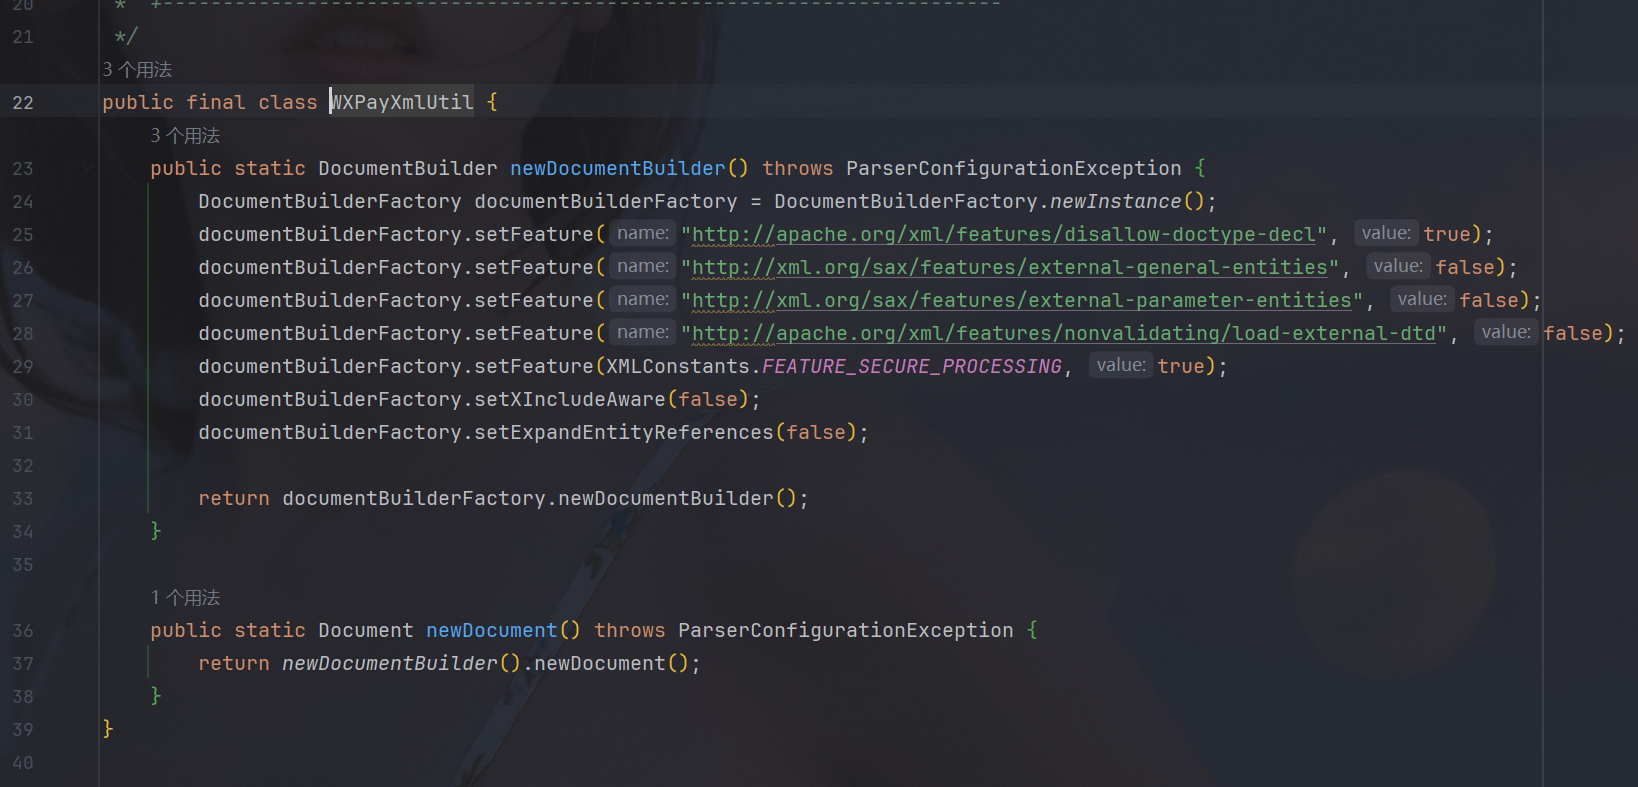 20 * +----------------------------------------------------------------------
21 */
3 个用法
22 public final class WXPayXmlUtil {
3 个用法
23 public static DocumentBuilder newDocumentBuilder() throws ParserConfigurationException {
24 DocumentBuilderFactory documentBuilderFactory = DocumentBuilderFactory.newInstance();
25 documentBuilderFactory.setFeature( name: "http://apache.org/xml/features/disallow-doctype-decl", value: true);
26 documentBuilderFactory.setFeature( name: "http://xml.org/sax/features/external-general-entities", value: false);
27 documentBuilderFactory.setFeature( name: "http://xml.org/sax/features/external-parameter-entities", value: false);
28 documentBuilderFactory.setFeature( name: "http://apache.org/xml/features/nonvalidating/load-external-dtd", value: false);
29 documentBuilderFactory.setFeature(XMLConstants.FEATURE_SECURE_PROCESSING, value: true);
30 documentBuilderFactory.setXIncludeAware(false);
31 documentBuilderFactory.setExpandEntityReferences(false);
32
33 return documentBuilderFactory.newDocumentBuilder();
34 }
35
1 个用法
36 public static Document newDocument() throws ParserConfigurationException {
37 return newDocumentBuilder().newDocument();
38 }
39 }
40